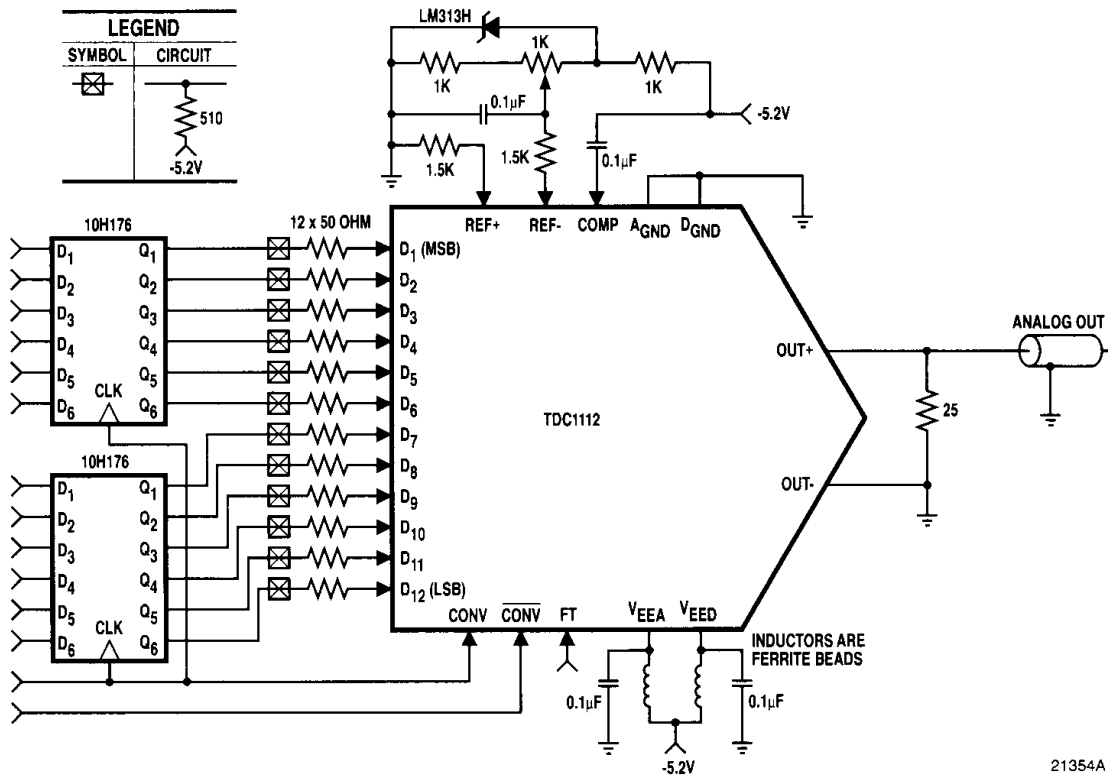 LEGEND
SYMBOL CIRCUIT
510
-5.2V
LM313H
1K
1K
1K
0.1µF
-5.2V
1.5K
1.5K
0.1µF
REF+ REF- COMP AGND DGND
10H176
12 x 50 OHM
D1 Q1
D2 Q2
D3 Q3
D4 Q4
D5 Q5
D6 Q6
CLK
D1 (MSB)
D2
D3
D4
D5
D6
D7
D8
D9
D10
D11
D12 (LSB)
TDC1112
OUT+
OUT-
ANALOG OUT
25
10H176
D1 Q1
D2 Q2
D3 Q3
D4 Q4
D5 Q5
D6 Q6
CLK
CONV CONV FT VEEA VEED
INDUCTORS ARE
FERRITE BEADS
0.1µF
0.1µF
-5.2V
21354A